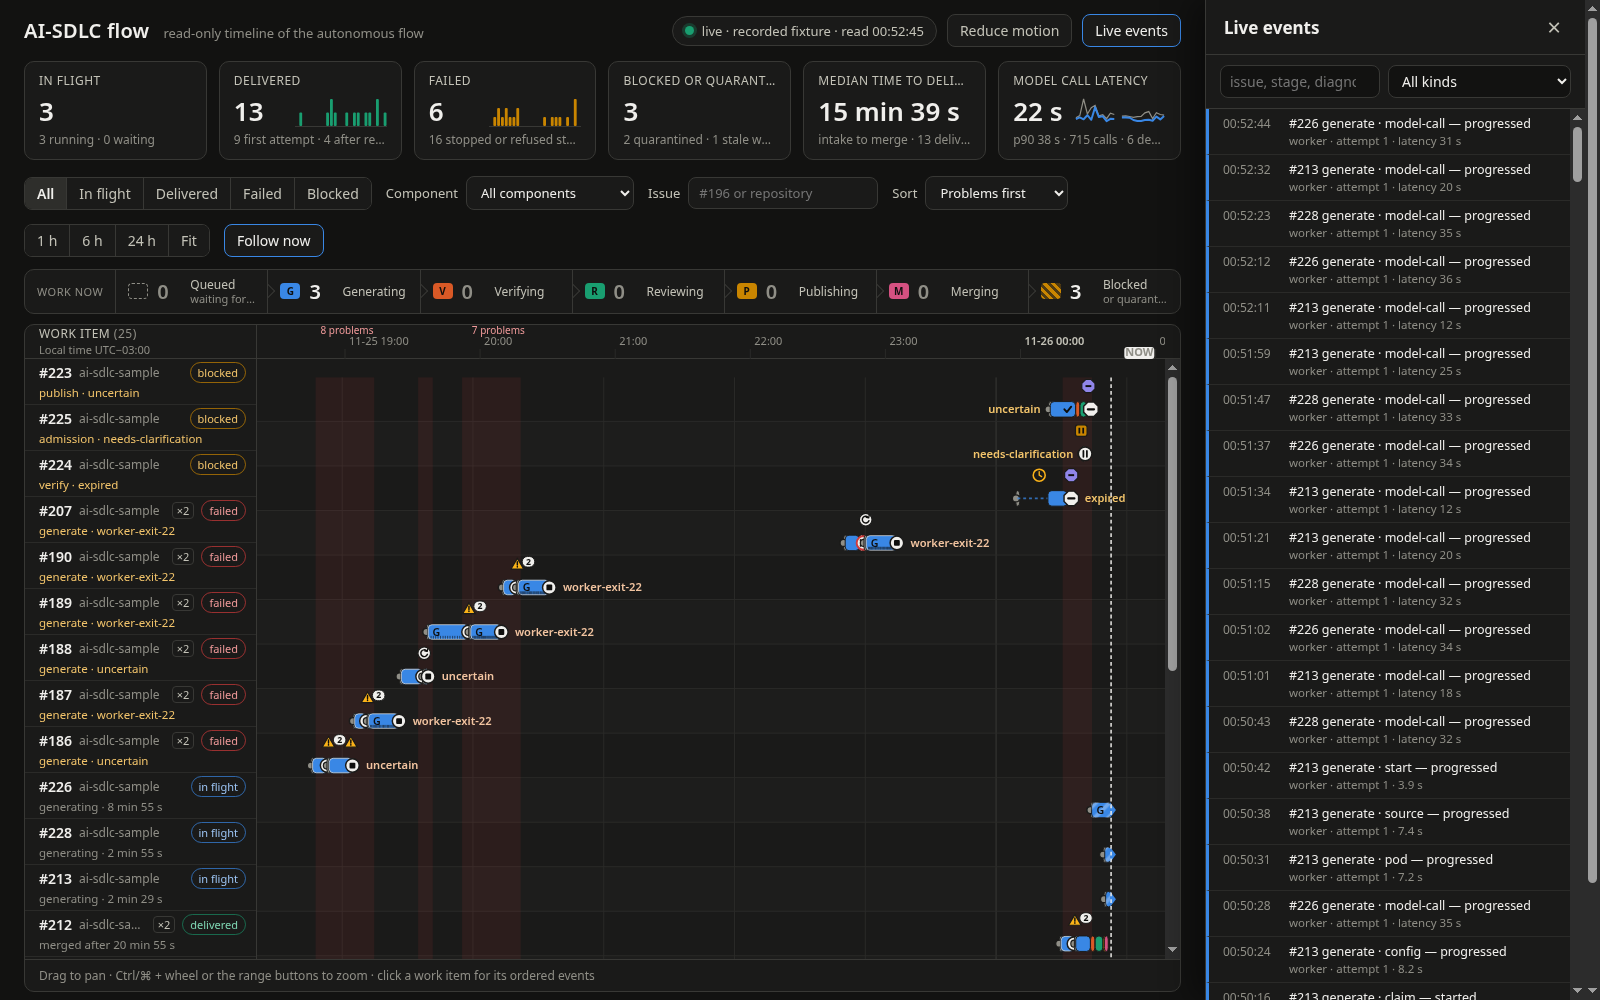 AI-SDLC flow
read-only timeline of the autonomous flow
live · recorded fixture · read 00:52:45
Reduce motion
Live events
IN FLIGHT
3
3 running · 0 waiting
DELIVERED
13
9 first attempt · 4 after re...
FAILED
6
16 stopped or refused st...
BLOCKED OR QUARANT...
3
2 quarantined · 1 stale w...
MEDIAN TIME TO DELI...
15 min 39 s
intake to merge · 13 deliv...
MODEL CALL LATENCY
22 s
p90 38 s · 715 calls · 6 de...
All
In flight
Delivered
Failed
Blocked
Component
All components
Issue
#196 or repository
Sort
Problems first
1 h
6 h
24 h
Fit
Follow now
WORK NOW
0
Queued
waiting for...
G 3 Generating
V 0 Verifying
R 0 Reviewing
P 0 Publishing
M 0 Merging
3
Blocked
or quarant...
WORK ITEM (25)
Local time UTC−03:00
8 problems
7 problems
11-25 19:00
20:00
21:00
22:00
23:00
11-26 00:00
0
NOW
#223 ai-sdlc-sample blocked
publish · uncertain
uncertain
#225 ai-sdlc-sample blocked
admission · needs-clarification
needs-clarification
#224 ai-sdlc-sample blocked
verify · expired
expired
#207 ai-sdlc-sample ×2 failed
generate · worker-exit-22
G
worker-exit-22
#190 ai-sdlc-sample ×2 failed
generate · worker-exit-22
2
G
worker-exit-22
#189 ai-sdlc-sample ×2 failed
generate · worker-exit-22
2
G
G
worker-exit-22
#188 ai-sdlc-sample ×2 failed
generate · uncertain
uncertain
#187 ai-sdlc-sample ×2 failed
generate · worker-exit-22
2
G
worker-exit-22
#186 ai-sdlc-sample ×2 failed
generate · uncertain
2
uncertain
#226 ai-sdlc-sample in flight
generating · 8 min 55 s
G
#228 ai-sdlc-sample in flight
generating · 2 min 55 s
#213 ai-sdlc-sample in flight
generating · 2 min 29 s
#212 ai-sdlc-sa... ×2 delivered
merged after 20 min 55 s
2
Drag to pan · Ctrl/⌘ + wheel or the range buttons to zoom · click a work item for its ordered events
Live events
×
issue, stage, diagnc
All kinds
00:52:44 #226 generate · model-call — progressed
worker · attempt 1 · latency 31 s
00:52:32 #213 generate · model-call — progressed
worker · attempt 1 · latency 20 s
00:52:23 #228 generate · model-call — progressed
worker · attempt 1 · latency 35 s
00:52:12 #226 generate · model-call — progressed
worker · attempt 1 · latency 36 s
00:52:11 #213 generate · model-call — progressed
worker · attempt 1 · latency 12 s
00:51:59 #213 generate · model-call — progressed
worker · attempt 1 · latency 25 s
00:51:47 #228 generate · model-call — progressed
worker · attempt 1 · latency 33 s
00:51:37 #226 generate · model-call — progressed
worker · attempt 1 · latency 34 s
00:51:34 #213 generate · model-call — progressed
worker · attempt 1 · latency 12 s
00:51:21 #213 generate · model-call — progressed
worker · attempt 1 · latency 20 s
00:51:15 #228 generate · model-call — progressed
worker · attempt 1 · latency 32 s
00:51:02 #226 generate · model-call — progressed
worker · attempt 1 · latency 34 s
00:51:01 #213 generate · model-call — progressed
worker · attempt 1 · latency 18 s
00:50:43 #228 generate · model-call — progressed
worker · attempt 1 · latency 32 s
00:50:42 #213 generate · start — progressed
worker · attempt 1 · 3.9 s
00:50:38 #213 generate · source — progressed
worker · attempt 1 · 7.4 s
00:50:31 #213 generate · pod — progressed
worker · attempt 1 · 7.2 s
00:50:28 #226 generate · model-call — progressed
worker · attempt 1 · latency 35 s
00:50:24 #213 generate · config — progressed
worker · attempt 1 · 8.2 s
00:50:16 #213 generate · claim — started